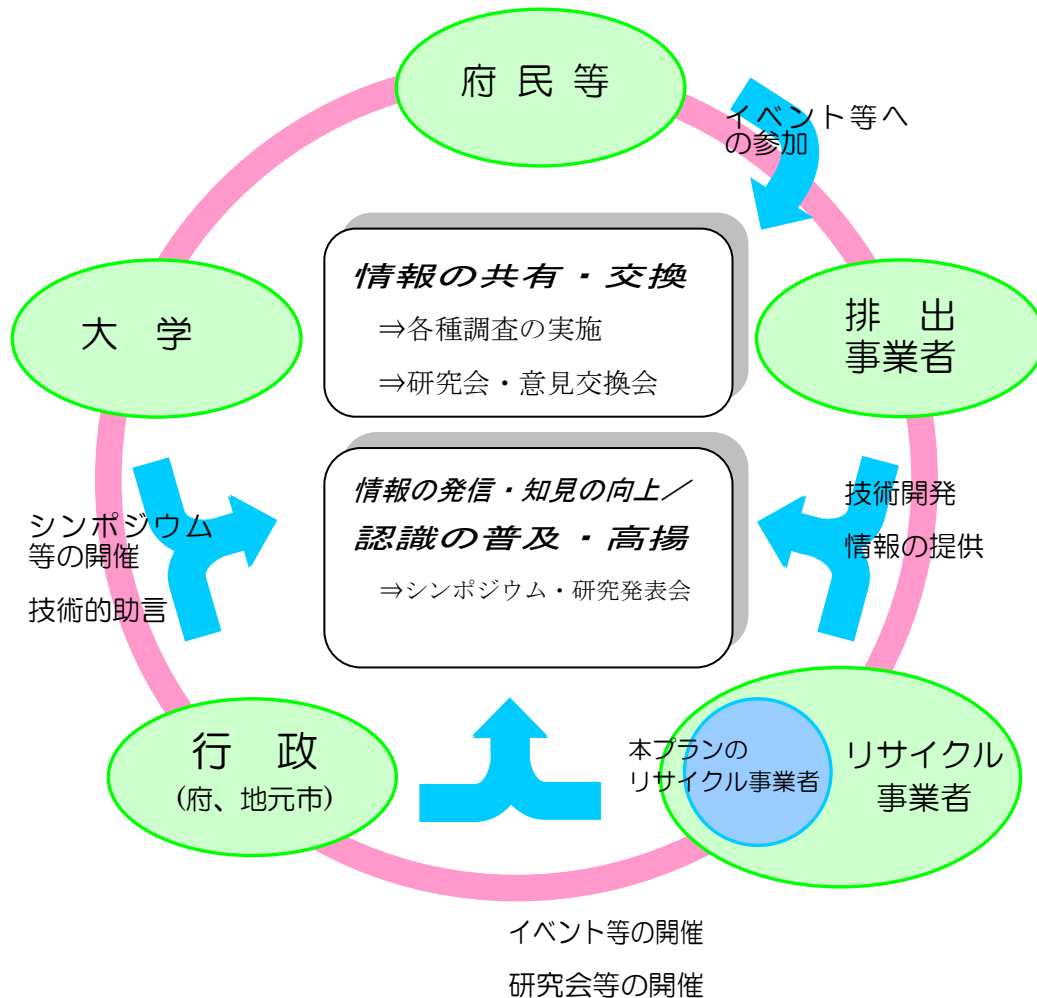 府 民 等
イベント等へ
の参加
情報の共有・交換
⇒各種調査の実施
⇒研究会・意見交換会
大　学
排　出
事業者
情報の発信・知見の向上／
認識の普及・高揚
⇒シンポジウム・研究発表会
シンポジウム
等の開催
技術的助言
技術開発
情報の提供
行　政
(府、地元市)
本プランの
リサイクル事業者
リサイクル
事業者
イベント等の開催
研究会等の開催